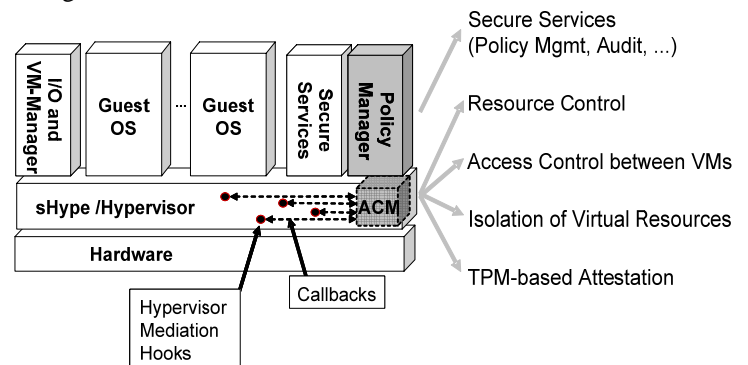 I/O and
VM-Manager
Guest
OS
...
Guest
OS
Secure
Services
Policy
Manager
Secure Services
(Policy Mgmt, Audit, ...)
Resource Control
Access Control between VMs
Isolation of Virtual Resources
TPM-based Attestation
sHype /Hypervisor
ACM
Hardware
Hypervisor
Mediation
Hooks
Callbacks